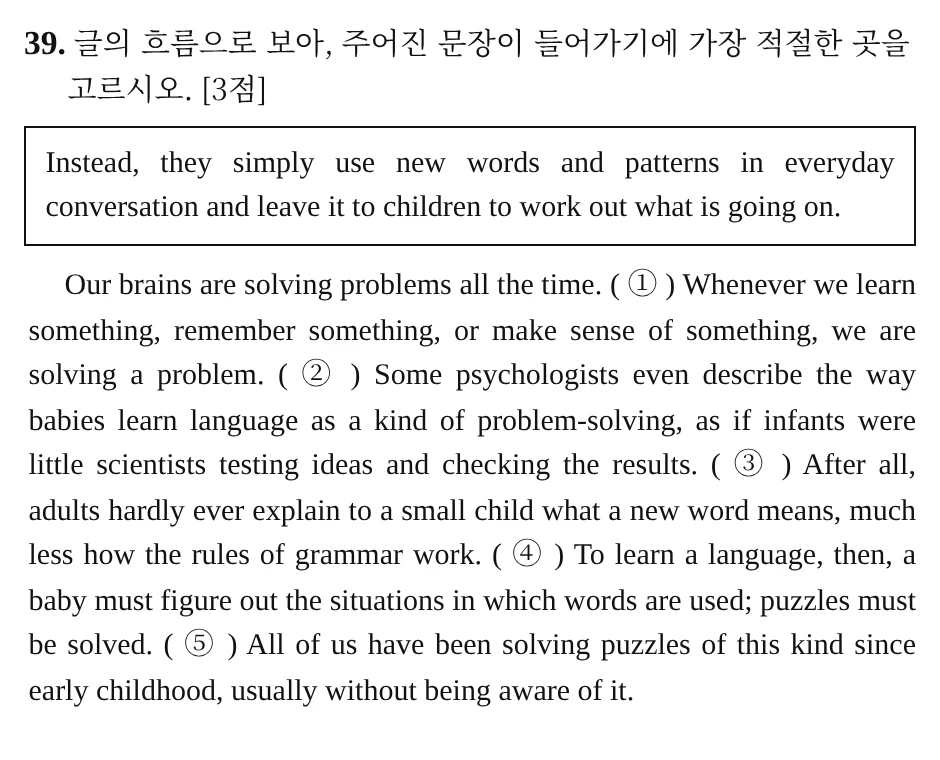 39. 글의 흐름으로 보아, 주어진 문장이 들어가기에 가장 적절한 곳을
고르시오. [3점]
Instead, they simply use new words and patterns in everyday
conversation and leave it to children to work out what is going on.
Our brains are solving problems all the time. ( ① ) Whenever we learn
something, remember something, or make sense of something, we are
solving a problem. ( ② ) Some psychologists even describe the way
babies learn language as a kind of problem-solving, as if infants were
little scientists testing ideas and checking the results. ( ③ ) After all,
adults hardly ever explain to a small child what a new word means, much
less how the rules of grammar work. ( ④ ) To learn a language, then, a
baby must figure out the situations in which words are used; puzzles must
be solved. ( ⑤ ) All of us have been solving puzzles of this kind since
early childhood, usually without being aware of it.